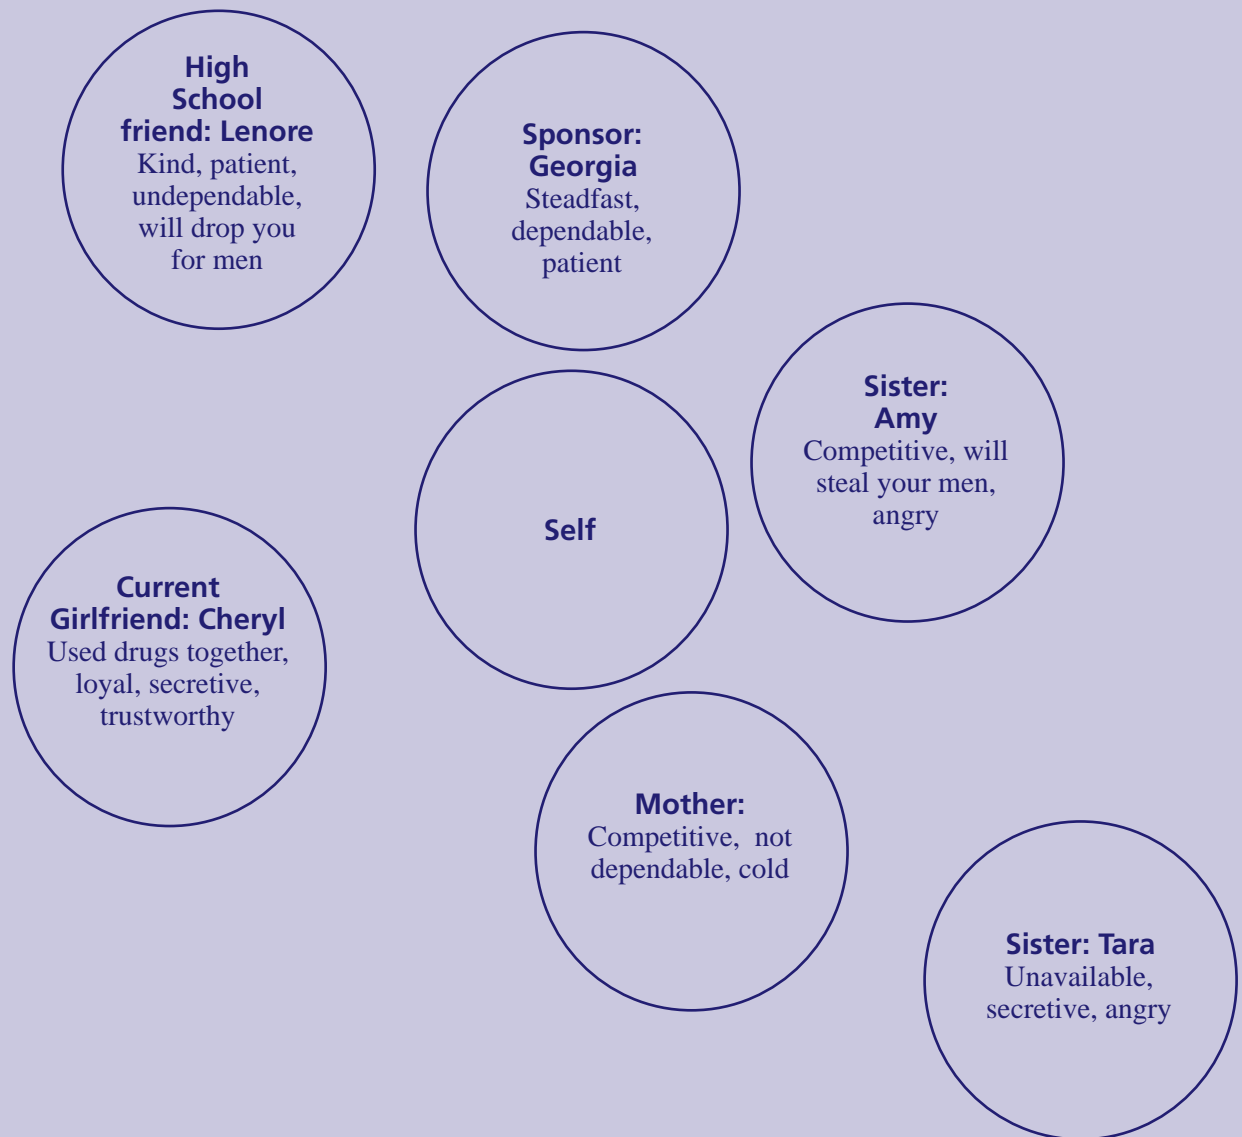 High
School
friend: Lenore
Kind, patient,
undependable,
will drop you
for men
Sponsor:
Georgia
Steadfast,
dependable,
patient
Sister:
Amy
Competitive, will
steal your men,
angry
Self
Current
Girlfriend: Cheryl
Used drugs together,
loyal, secretive,
trustworthy
Mother:
Competitive,  not
dependable, cold
Sister: Tara
Unavailable,
secretive, angry